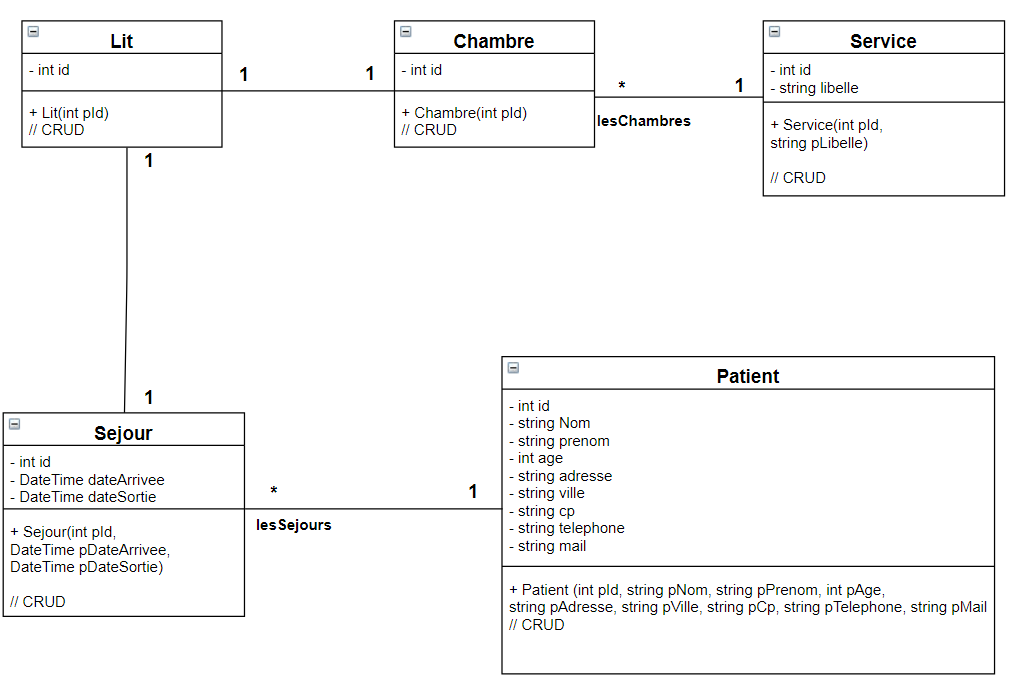 Lit
- int id
+ Lit(int pId)
// CRUD
1
1
Chambre
- int id
+ Chambre(int pId)
// CRUD
*
1
lesChambres
Service
- int id
- string libelle
+ Service(int pId,
string pLibelle)
// CRUD
1
1
Sejour
- int id
- DateTime dateArrivee
- DateTime dateSortie
+ Sejour(int pId,
DateTime pDateArrivee,
DateTime pDateSortie)
// CRUD
*
1
lesSejours
Patient
- int id
- string Nom
- string prenom
- int age
- string adresse
- string ville
- string cp
- string telephone
- string mail
+ Patient (int pId, string pNom, string pPrenom, int pAge,
string pAdresse, string pVille, string pCp, string pTelephone, string pMail
// CRUD